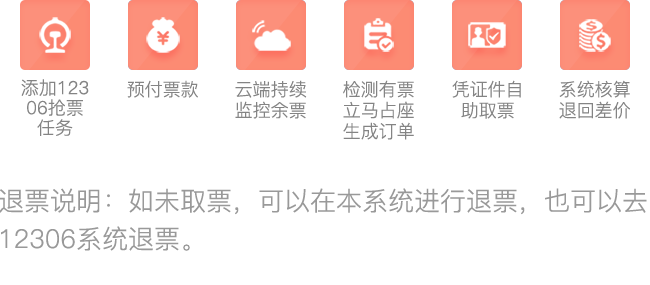 添加123
06抢票
任务
预付票款
云端持续
监控余票
检测有票
立马占座
生成订单
凭证件自
助取票
系统核算
退回差价
退票说明：如未取票，可以在本系统进行退票，也可以去
12306系统退票。